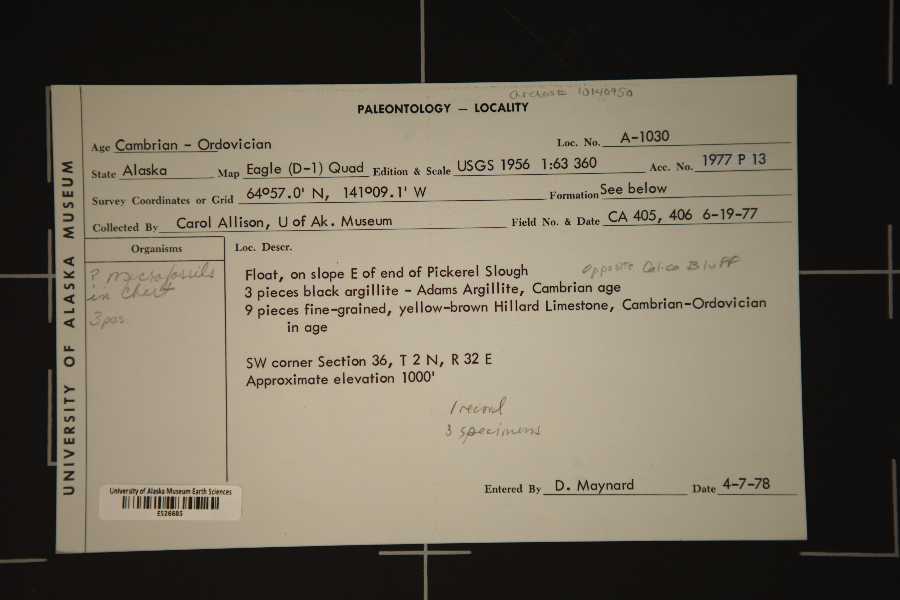 Arctos# 10140950
PALEONTOLOGY — LOCALITY
Age Cambrian - Ordovician Loc. No. A-1030
State Alaska Map Eagle (D-1) Quad Edition & Scale USGS 1956 1:63 360 Acc. No. 1977 P 13
Survey Coordinates or Grid 64º57.0' N, 141º09.1' W Formation See below
Collected By Carol Allison, U of Ak. Museum Field No. & Date CA 405, 406 6-19-77
Organisms
? Microfossils
in Chert
3 pcs.
Loc. Descr.
Float, on slope E of end of Pickerel Slough opposite Calico Bluff
3 pieces black argillite - Adams Argillite, Cambrian age
9 pieces fine-grained, yellow-brown Hillard Limestone, Cambrian-Ordovician
in age
SW corner Section 36, T 2 N, R 32 E
Approximate elevation 1000'
1 record
3 specimens
Entered By D. Maynard Date 4-7-78
UNIVERSITY OF ALASKA MUSEUM
University of Alaska Museum Earth Sciences
ES26685